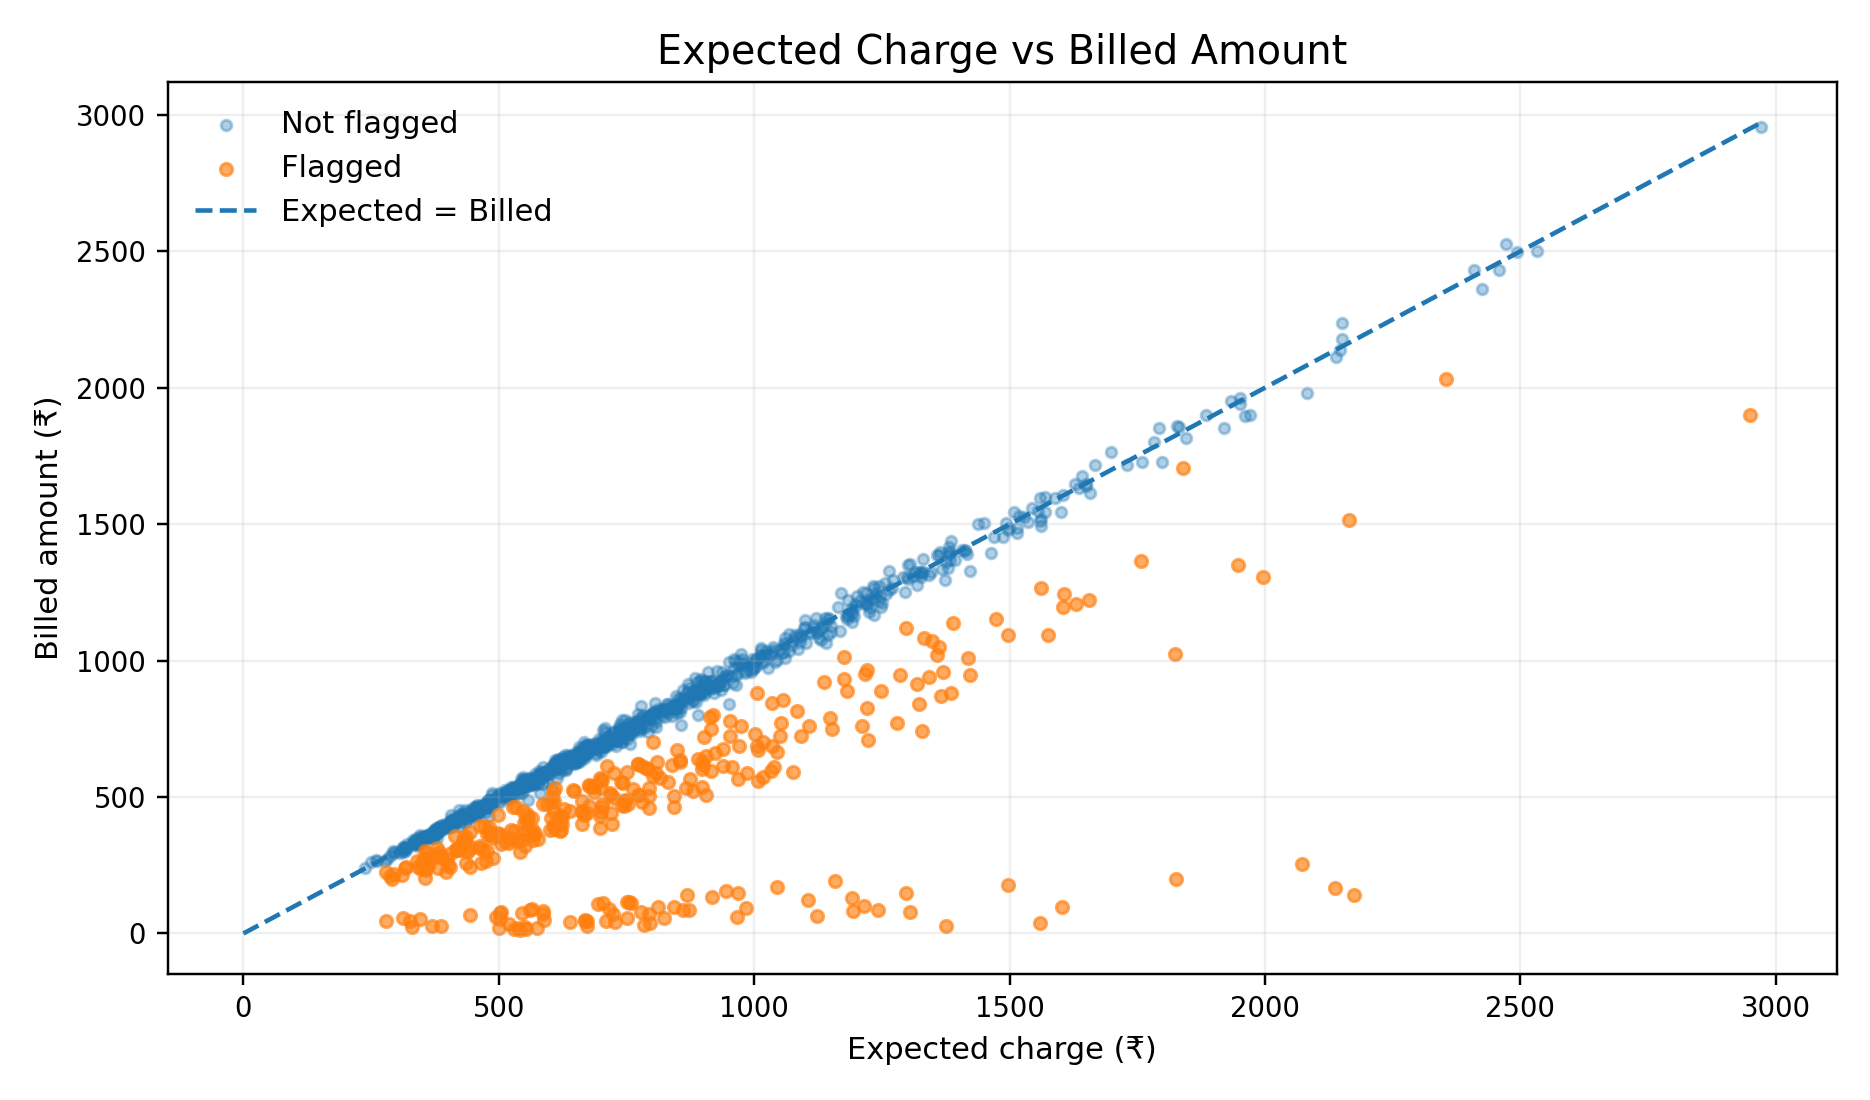 Expected Charge vs Billed Amount
Not flagged
Flagged
Expected = Billed
3000
2500
2000
1500
1000
500
0
Billed amount (₹)
0
500
1000
1500
2000
2500
3000
Expected charge (₹)